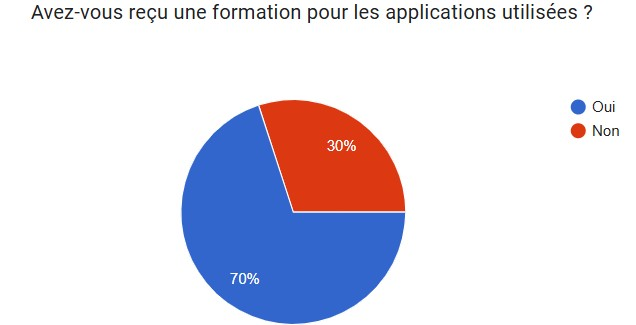 Avez-vous reçu une formation pour les applications utilisées ?
Oui
Non
30%
70%